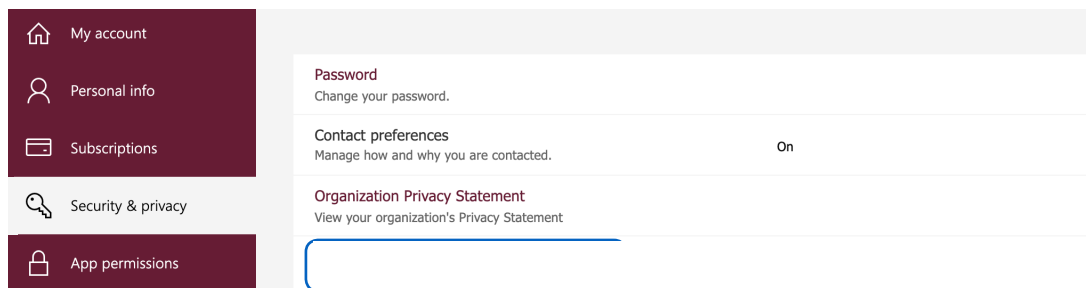 My account
Personal info
Subscriptions
Security & privacy
App permissions
Password
Change your password.
Contact preferences
Manage how and why you are contacted.
On
Organization Privacy Statement
View your organization's Privacy Statement